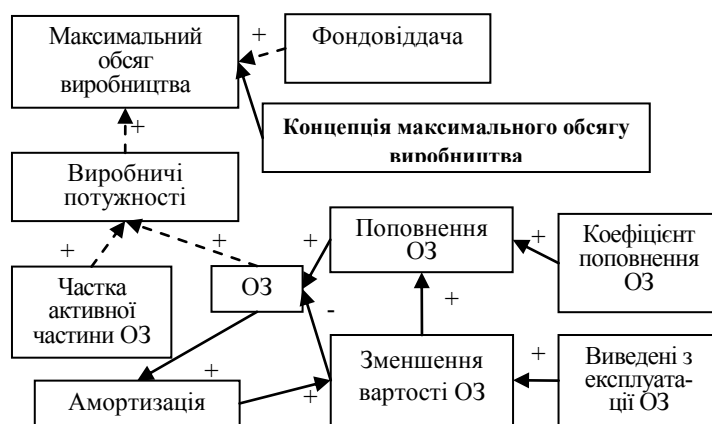 Максимальний
обсяг
виробництва
+
Фондовіддача
Концепція максимального обсягу
виробництва
+
Виробничі
потужності
+
+
Частка
активної
частини ОЗ
ОЗ
+
Поповнення
ОЗ
+
Коефіцієнт
поповнення
ОЗ
-
+
Зменшення
вартості ОЗ
+
Виведені з
експлуата-
ції ОЗ
+
Амортизація
+